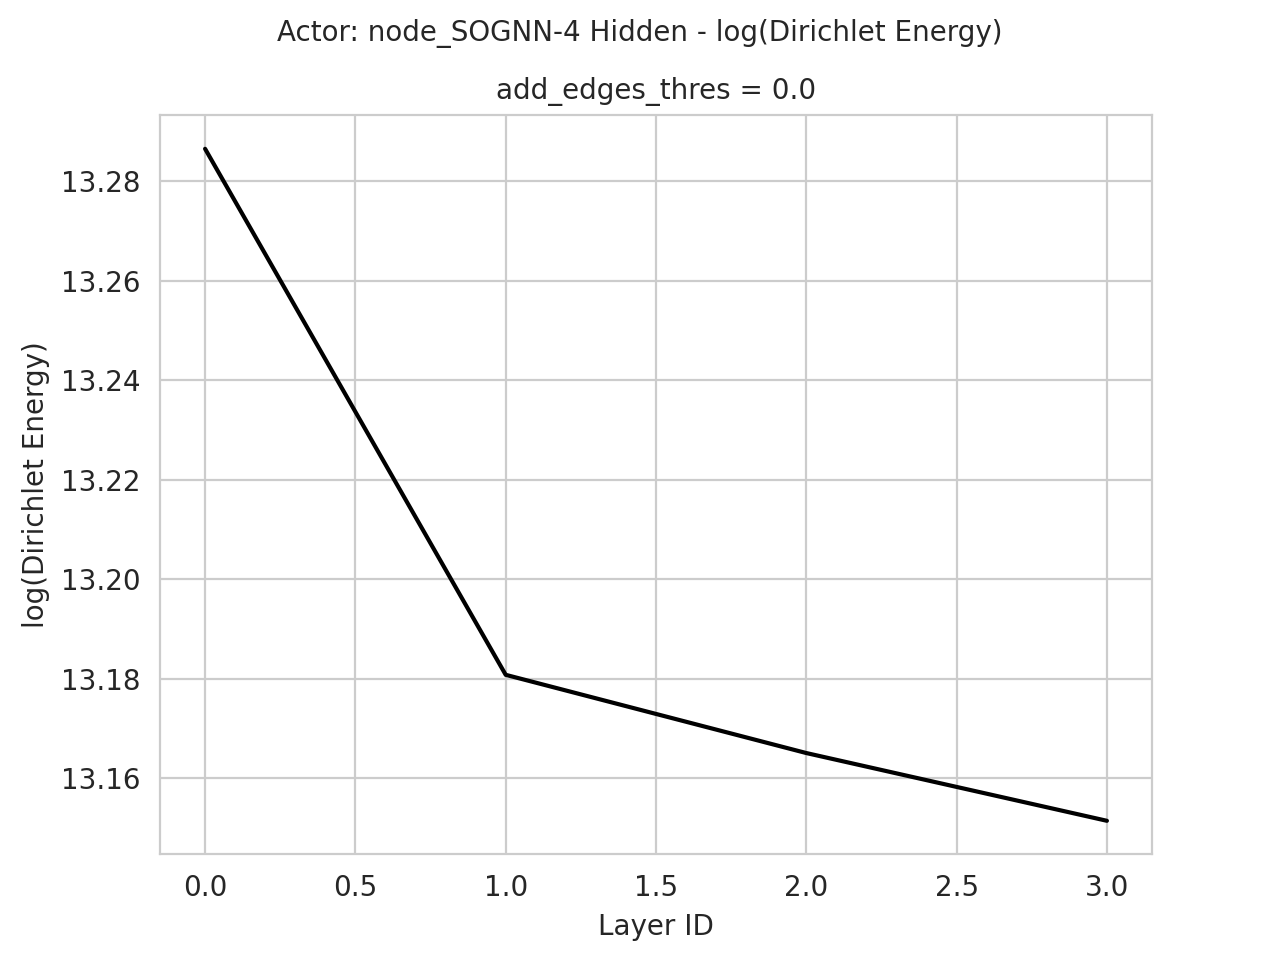 Actor: node_SOGNN-4 Hidden - log(Dirichlet Energy)
add_edges_thres = 0.0
log(Dirichlet Energy)
13.28
13.26
13.24
13.22
13.20
13.18
13.16
0.0 0.5 1.0 1.5 2.0 2.5 3.0
Layer ID